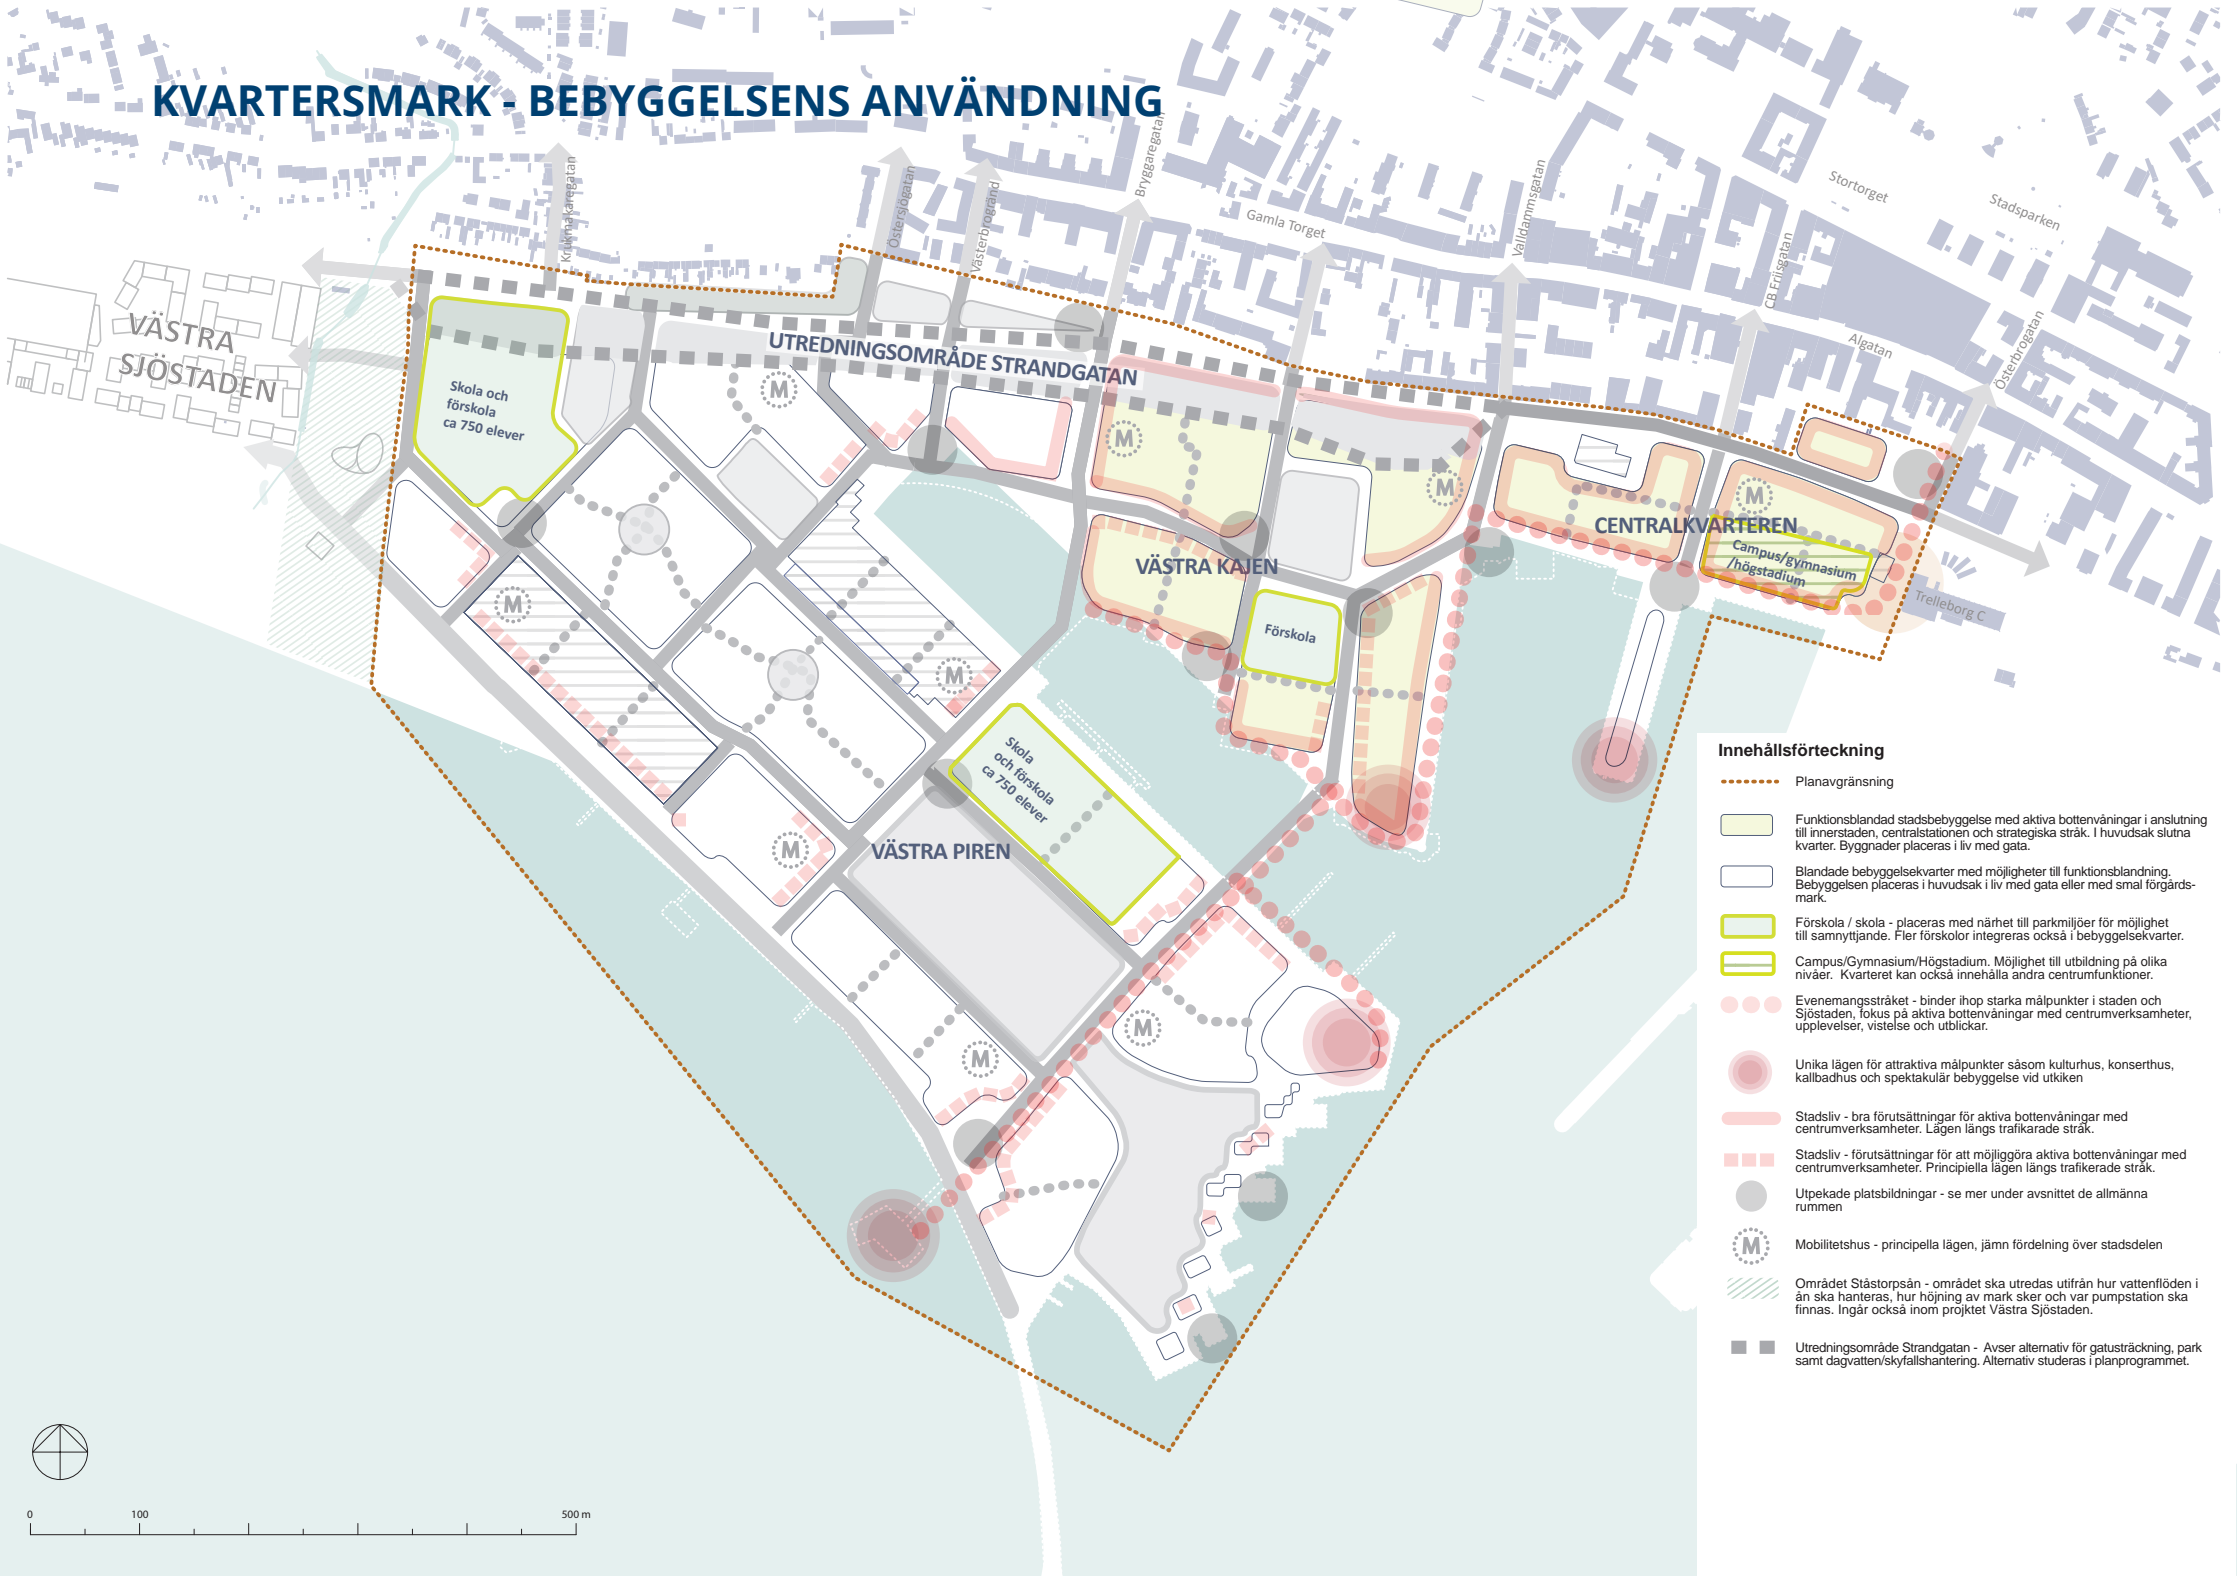 KVARTERSMARK - BEBYGGELSENS ANVÄNDNING
Krukmakaregatan
Östersjögatan
Västerbrogränd
Bryggaregatan
Gamla Torget
Valldammsgatan
CB Friisgatan
Stortorget
Stadsparken
Algatan
Österbrogatan
Trelleborg C
VÄSTRA
SJÖSTADEN
UTREDNINGSOMRÅDE STRANDGATAN
Skola och
förskola
ca 750 elever
M
M
M
M
M
M
M
M
M
CENTRALKVARTEREN
Campus/gymnasium
/högstadium
VÄSTRA KAJEN
Förskola
Skola
och förskola
ca 750 elever
VÄSTRA PIREN
Innehållsförteckning
Planavgränsning
Funktionsblandad stadsbebyggelse med aktiva bottenvåningar i anslutning
till innerstaden, centralstationen och strategiska stråk. I huvudsak slutna
kvarter. Byggnader placeras i liv med gata.
Blandade bebyggelsekvarter med möjligheter till funktionsblandning.
Bebyggelsen placeras i huvudsak i liv med gata eller med smal förgårds-
mark.
Förskola / skola - placeras med närhet till parkmiljöer för möjlighet
till samnyttjande. Fler förskolor integreras också i bebyggelsekvarter.
Campus/Gymnasium/Högstadium. Möjlighet till utbildning på olika
nivåer. Kvarteret kan också innehålla andra centrumfunktioner.
Evenemangsstråket - binder ihop starka målpunkter i staden och
Sjöstaden, fokus på aktiva bottenvåningar med centrumverksamheter,
upplevelser, vistelse och utblickar.
Unika lägen för attraktiva målpunkter såsom kulturhus, konserthus,
kallbadhus och spektakulär bebyggelse vid utkiken
Stadsliv - bra förutsättningar för aktiva bottenvåningar med
centrumverksamheter. Lägen längs trafikarade stråk.
Stadsliv - förutsättningar för att möjliggöra aktiva bottenvåningar med
centrumverksamheter. Principiella lägen längs trafikerade stråk.
Utpekade platsbildningar - se mer under avsnittet de allmänna
rummen
M
Mobilitetshus - principella lägen, jämn fördelning över stadsdelen
Området Ståstorpsån - området ska utredas utifrån hur vattenflöden i
ån ska hanteras, hur höjning av mark sker och var pumpstation ska
finnas. Ingår också inom projktet Västra Sjöstaden.
Utredningsområde Strandgatan - Avser alternativ för gatusträckning, park
samt dagvatten/skyfallshantering. Alternativ studeras i planprogrammet.
0
100
500 m